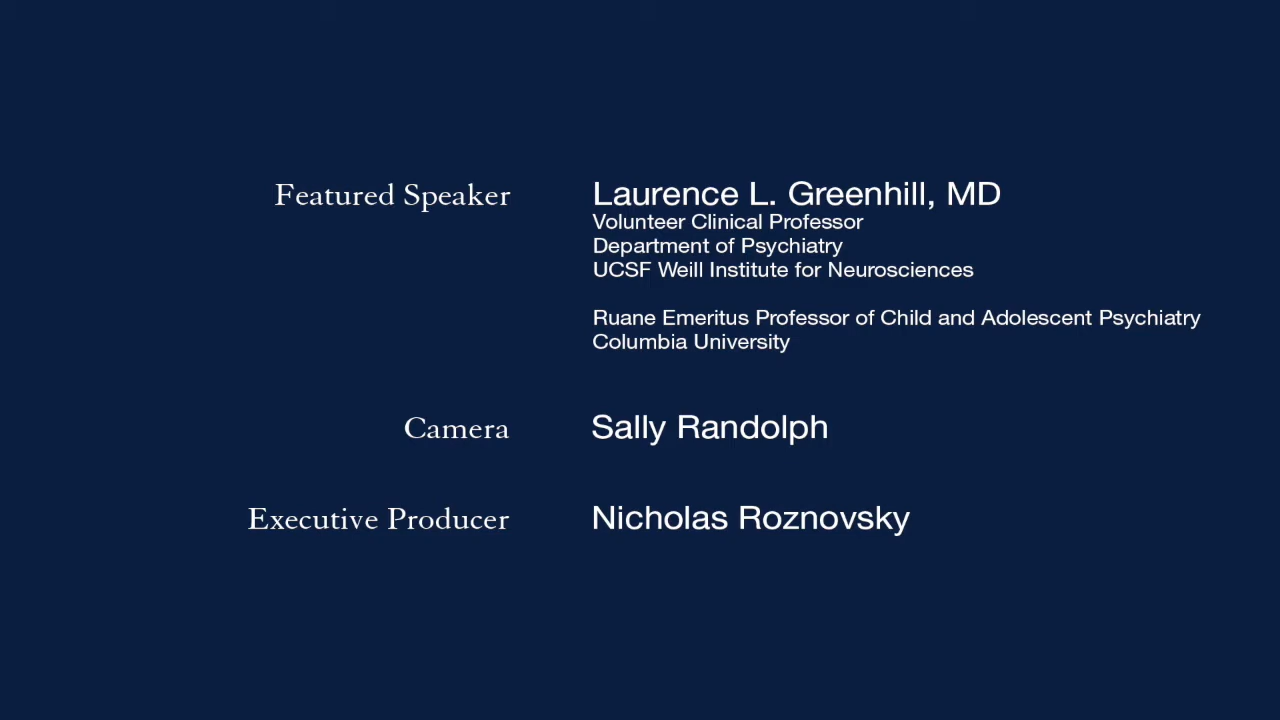 Featured Speaker Laurence L. Greenhill, MD
Volunteer Clinical Professor
Department of Psychiatry
UCSF Weill Institute for Neurosciences
Ruane Emeritus Professor of Child and Adolescent Psychiatry
Columbia University
Camera Sally Randolph
Executive Producer Nicholas Roznovsky